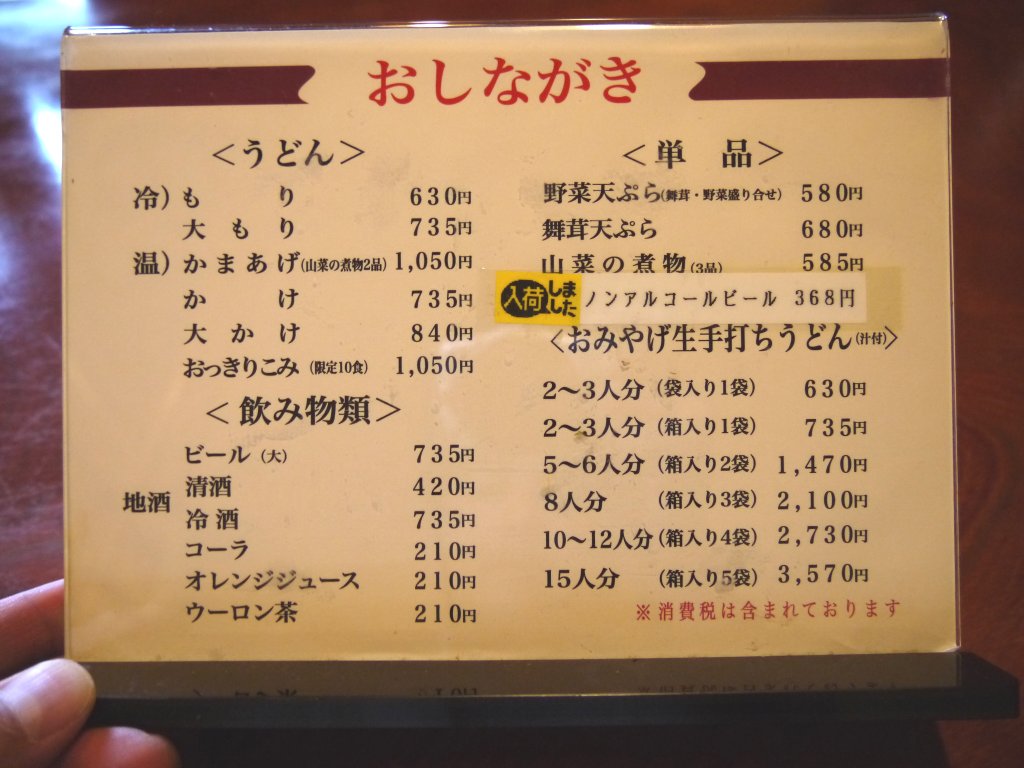 おしながき
＜うどん＞
冷）もり 630円
大もり 735円
温）かまあげ（山菜の煮物2品） 1,050円
かけ 735円
大かけ 840円
おっきりこみ（限定10食） 1,050円
＜飲み物類＞
ビール（大） 735円
地酒 清酒 420円
冷酒 735円
コーラ 210円
オレンジジュース 210円
ウーロン茶 210円
＜単品＞
野菜天ぷら（舞茸・野菜盛り合せ） 580円
舞茸天ぷら 680円
山菜の煮物（3品） 585円
入荷しました ノンアルコールビール 368円
＜おみやげ生手打ちうどん（汁付）＞
2〜3人分（袋入り1袋） 630円
2〜3人分（箱入り1袋） 735円
5〜6人分（箱入り2袋） 1,470円
8人分（箱入り3袋） 2,100円
10〜12人分（箱入り4袋） 2,730円
15人分（箱入り5袋） 3,570円
※消費税は含まれております